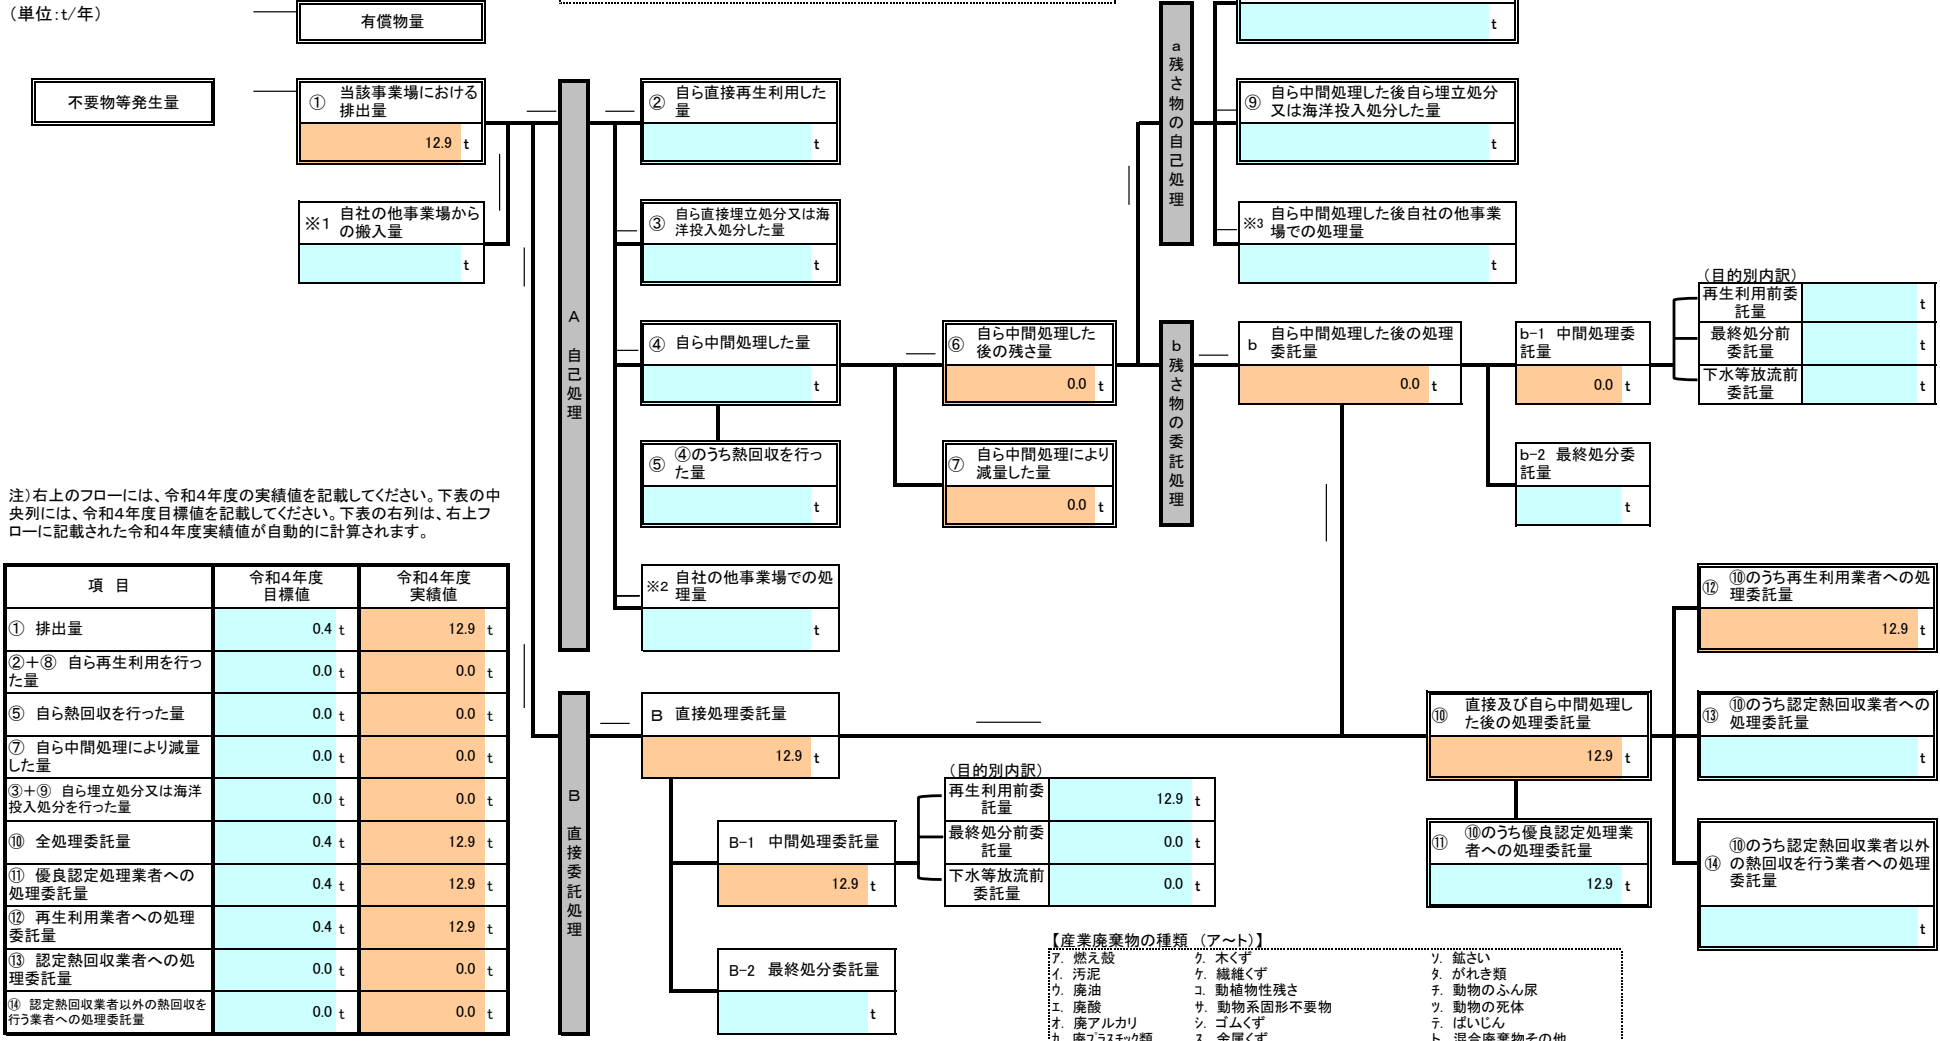 (単位:t/年)
有償物量
t
不要物等発生量
① 当該事業場における
排出量
12.9 t
※1 自社の他事業場から
の搬入量
t
A 自己処理
② 自ら直接再生利用した
量
t
③ 自ら直接埋立処分又は海
洋投入処分した量
t
④ 自ら中間処理した量
t
⑤ ④のうち熱回収を行っ
た量
t
※2 自社の他事業場での処
理量
t
⑥ 自ら中間処理した
後の残さ量
0.0 t
⑦ 自ら中間処理により
減量した量
0.0 t
a 残さ物の自己処理
⑨ 自ら中間処理した後自ら埋立処分
又は海洋投入処分した量
t
※3 自ら中間処理した後自社の他事業
場での処理量
t
b 残さ物の委託処理
b 自ら中間処理した後の処理
委託量
0.0 t
b-1 中間処理委
託量
0.0 t
b-2 最終処分委
託量
t
(目的別内訳)
再生利用前委
託量
t
最終処分前
委託量
t
下水等放流前
委託量
t
注)右上のフローには、令和4年度の実績値を記載してください。下表の中
央列には、令和4年度目標値を記載してください。下表の右列は、右上フ
ローに記載された令和4年度実績値が自動的に計算されます。
項 目 令和4年度
目標値 令和4年度
実績値
① 排出量 0.4 t 12.9 t
②+⑧ 自ら再生利用を行っ
た量 0.0 t 0.0 t
⑤ 自ら熱回収を行った量 0.0 t 0.0 t
⑦ 自ら中間処理により減量
した量 0.0 t 0.0 t
③+⑨ 自ら埋立処分又は海洋
投入処分を行った量 0.0 t 0.0 t
⑩ 全処理委託量 0.4 t 12.9 t
⑪ 優良認定処理業者への
処理委託量 0.4 t 12.9 t
⑫ 再生利用業者への処理
委託量 0.4 t 12.9 t
⑬ 認定熱回収業者への処
理委託量 0.0 t 0.0 t
⑭ 認定熱回収業者以外の熱回収を
行う業者への処理委託量 0.0 t 0.0 t
B 直接委託処理
B 直接処理委託量
12.9 t
B-1 中間処理委託量
12.9 t
B-2 最終処分委託量
t
(目的別内訳)
再生利用前委
託量
12.9 t
最終処分前委
託量
0.0 t
下水等放流前
委託量
0.0 t
⑩ 直接及び自ら中間処理し
た後の処理委託量
12.9 t
⑪ ⑩のうち優良認定処理業
者への処理委託量
12.9 t
⑫ ⑩のうち再生利用業者への処
理委託量
12.9 t
⑬ ⑩のうち認定熱回収業者への
処理委託量
t
⑭ ⑩のうち認定熱回収業者以外
の熱回収を行う業者への処理
委託量
t
【産業廃棄物の種類 (ア~ト)】
ア. 燃え殻 ク. 木くず ソ. 鉱さい
イ. 汚泥 ケ. 繊維くず タ. がれき類
ウ. 廃油 コ. 動植物性残さ チ. 動物のふん尿
エ. 廃酸 サ. 動物系固形不要物 ツ. 動物の死体
オ. 廃アルカリ シ. ゴムくず テ. ばいじん
カ. 廃プラスチック類 ス. 金属くず ト. 混合廃棄物その他